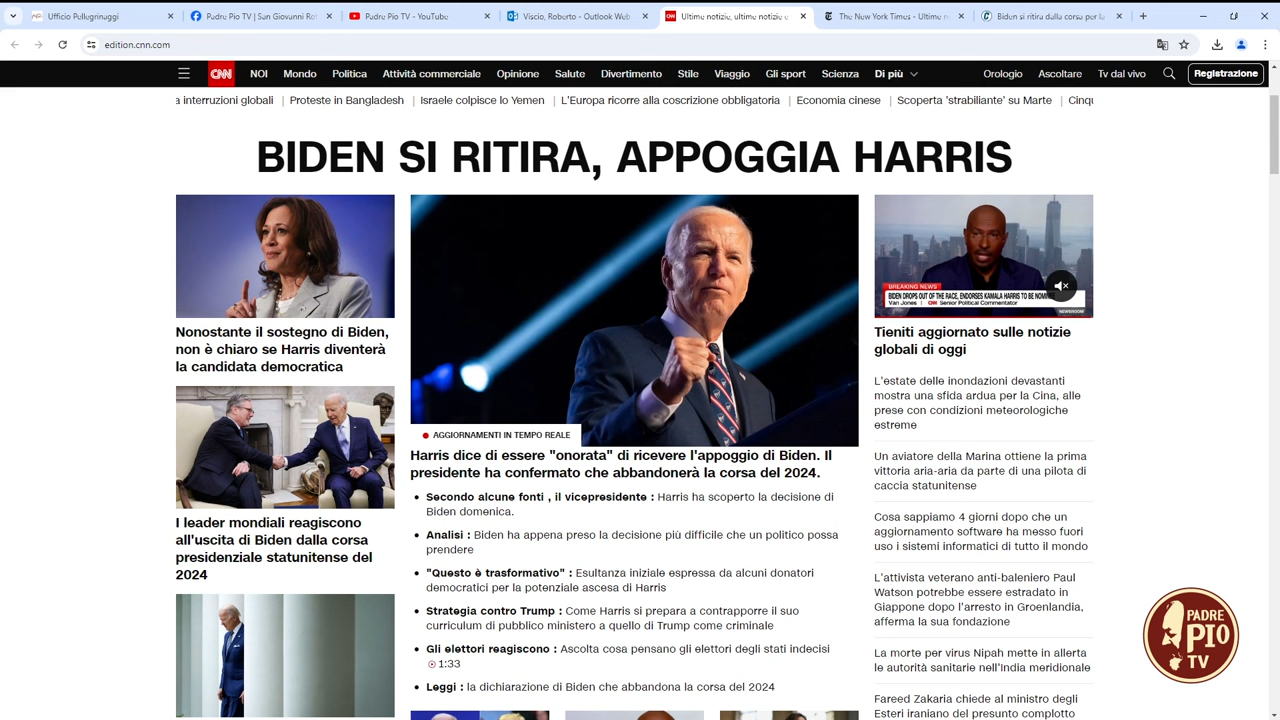 Ufficio Pellegrinaggi
Padre Pio TV | San Giovanni Rot
Padre Pio TV - YouTube
Viscio, Roberto - Outlook Web
Ultime notizie, ultime notizie e
The New York Times - Ultime n
Biden si ritira dalla corsa per la
edition.cnn.com
CNN NOI Mondo Politica Attività commerciale Opinione Salute Divertimento Stile Viaggio Gli sport Scienza Di più Orologio Ascoltare Tv dal vivo Registrazione
a interruzioni globali | Proteste in Bangladesh | Israele colpisce lo Yemen | L'Europa ricorre alla coscrizione obbligatoria | Economia cinese | Scoperta 'strabiliante' su Marte | Cinqu
BIDEN SI RITIRA, APPOGGIA HARRIS
Nonostante il sostegno di Biden,
non è chiaro se Harris diventerà
la candidata democratica
I leader mondiali reagiscono
all'uscita di Biden dalla corsa
presidenziale statunitense del
2024
AGGIORNAMENTI IN TEMPO REALE
Harris dice di essere "onorata" di ricevere l'appoggio di Biden. Il
presidente ha confermato che abbandonerà la corsa del 2024.
• Secondo alcune fonti , il vicepresidente : Harris ha scoperto la decisione di
Biden domenica.
• Analisi : Biden ha appena preso la decisione più difficile che un politico possa
prendere
• "Questo è trasformativo" : Esultanza iniziale espressa da alcuni donatori
democratici per la potenziale ascesa di Harris
• Strategia contro Trump : Come Harris si prepara a contrapporre il suo
curriculum di pubblico ministero a quello di Trump come criminale
• Gli elettori reagiscono : Ascolta cosa pensano gli elettori degli stati indecisi
1:33
• Leggi : la dichiarazione di Biden che abbandona la corsa del 2024
BREAKING NEWS
BIDEN DROPS OUT OF THE RACE, ENDORSES KAMALA HARRIS TO BE
Van Jones | CNN Senior Political Commentator
NEWSROOM
Tieniti aggiornato sulle notizie
globali di oggi
L'estate delle inondazioni devastanti
mostra una sfida ardua per la Cina, alle
prese con condizioni meteorologiche
estreme
Un aviatore della Marina ottiene la prima
vittoria aria-aria da parte di una pilota di
caccia statunitense
Cosa sappiamo 4 giorni dopo che un
aggiornamento software ha messo fuori
uso i sistemi informatici di tutto il mondo
L'attivista veterano anti-baleniero Paul
Watson potrebbe essere estradato in
Giappone dopo l'arresto in Groenlandia,
afferma la sua fondazione
La morte per virus Nipah mette in allerta
le autorità sanitarie nell'India meridionale
Fareed Zakaria chiede al ministro degli
Esteri iraniano del presunto complotto
PADRE
PIO
TV